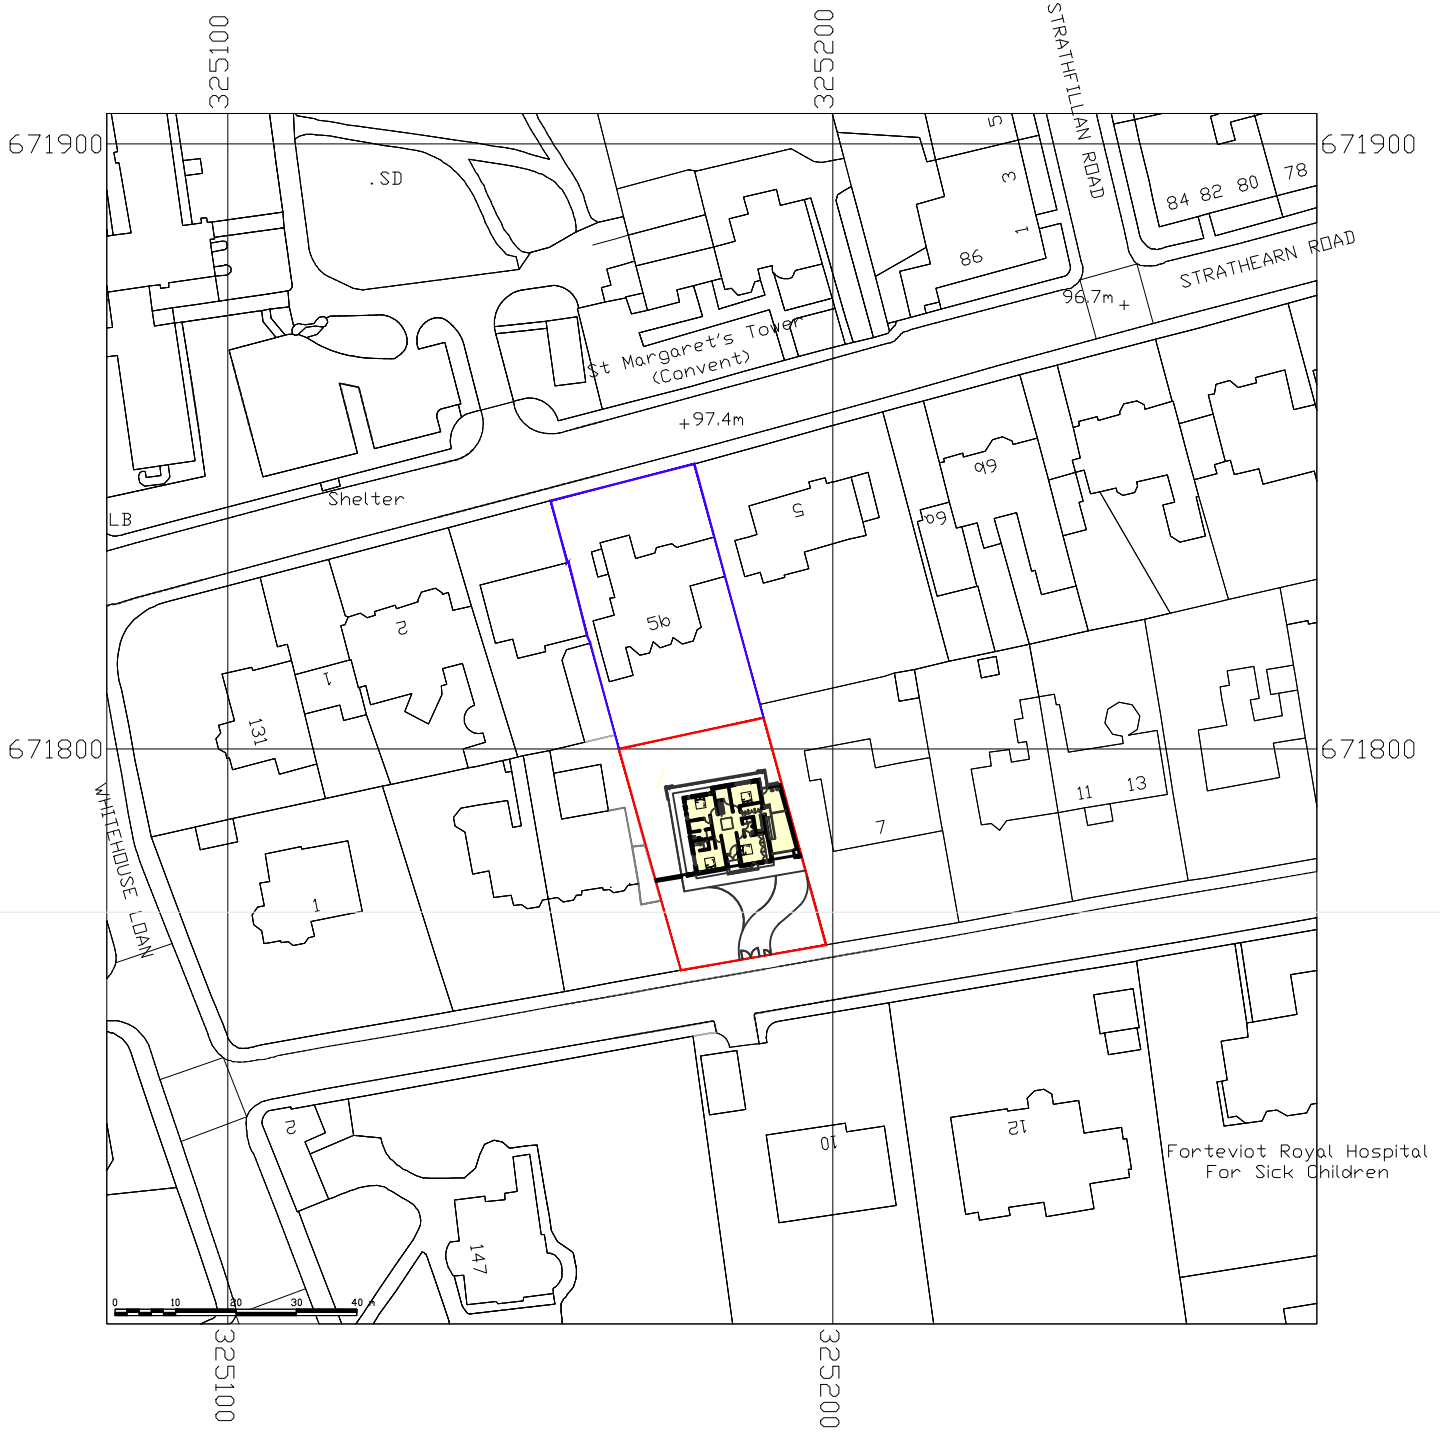 325100
325200
STRATHFILLAN ROAD
671900
671900
.SD
5
3
1
84 82 80 78
86
STRATHEARN ROAD
96.7m +
St Margaret's Tower
(Convent)
+97.4m
Shelter
LB
5
6b
6a
2
5b
1
131
671800
671800
WHITEHOUSE LOAN
7
11
13
1
2
10
12
Forteviot Royal Hospital
For Sick Children
147
0 10 20 30 40 m
325100
325200